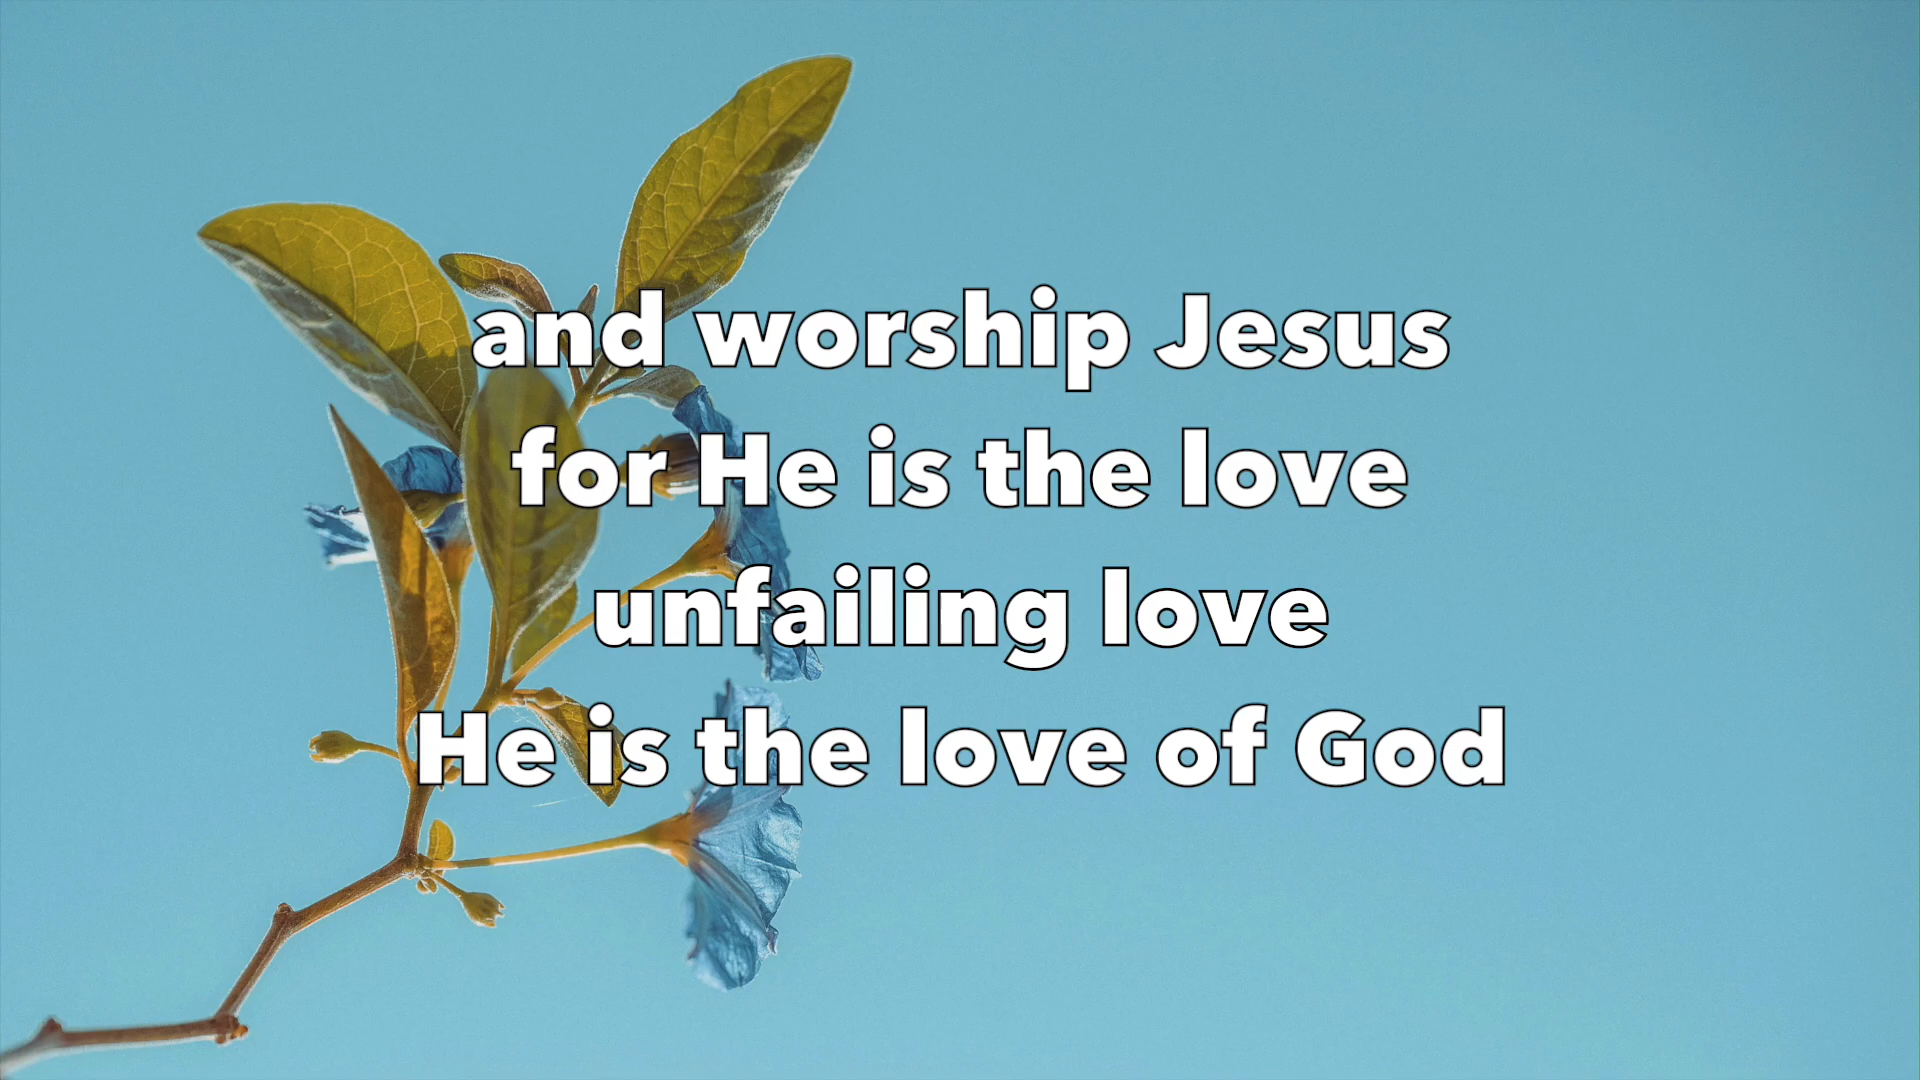 and worship Jesus
for He is the love
unfailing love
He is the love of God